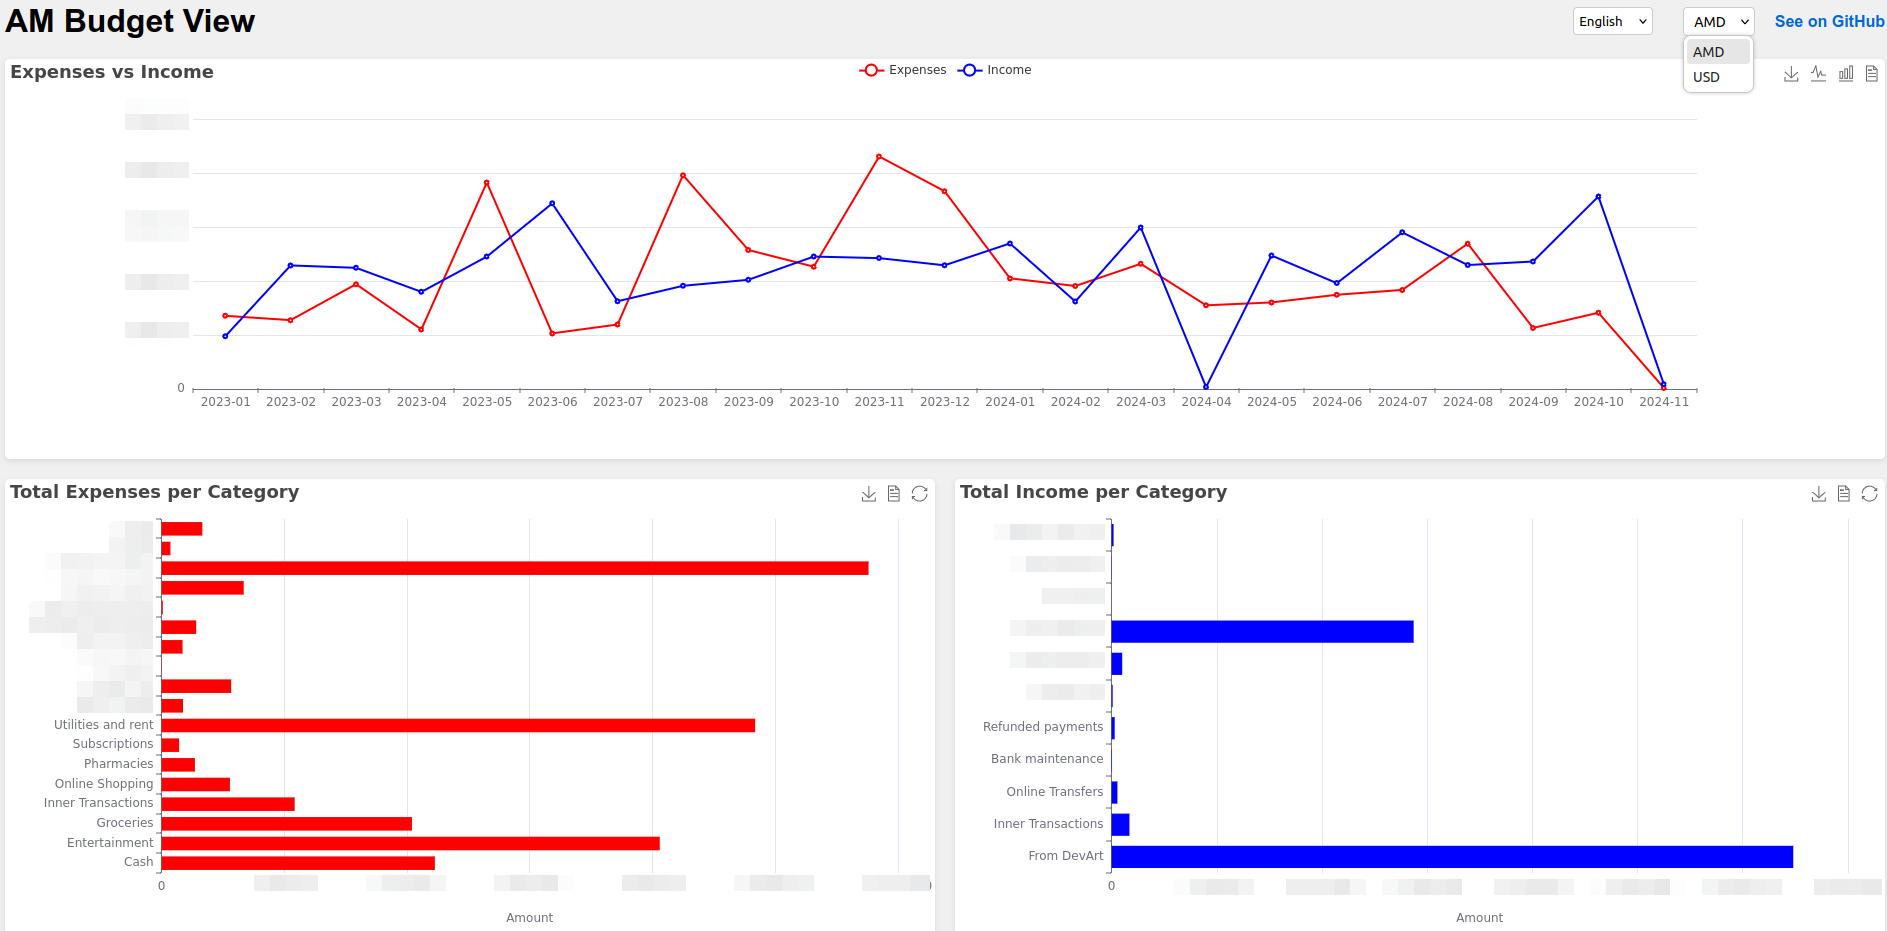 AM Budget View
English
AMD
See on GitHub
AMD
USD
Expenses vs Income
Expenses
Income
0
2023-01 2023-02 2023-03 2023-04 2023-05 2023-06 2023-07 2023-08 2023-09 2023-10 2023-11 2023-12 2024-01 2024-02 2024-03 2024-04 2024-05 2024-06 2024-07 2024-08 2024-09 2024-10 2024-11
Total Expenses per Category
Utilities and rent
Subscriptions
Pharmacies
Online Shopping
Inner Transactions
Groceries
Entertainment
Cash
0
Amount
Total Income per Category
Refunded payments
Bank maintenance
Online Transfers
Inner Transactions
From DevArt
0
Amount